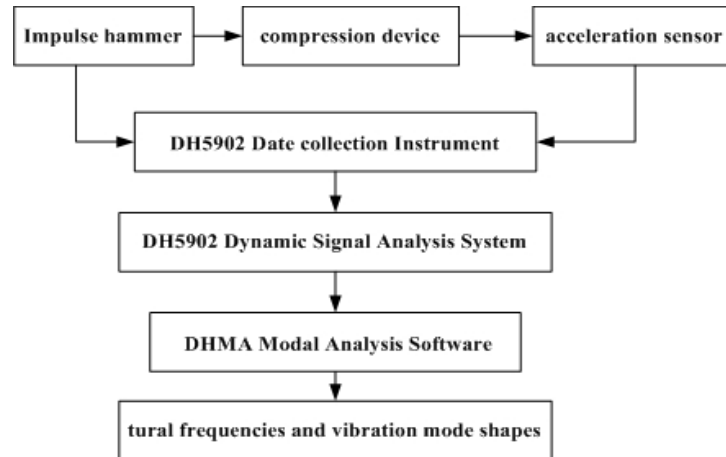 Impulse hammer
compression device
acceleration sensor
DH5902 Date collection Instrument
DH5902 Dynamic Signal Analysis System
DHMA Modal Analysis Software
tural frequencies and vibration mode shapes